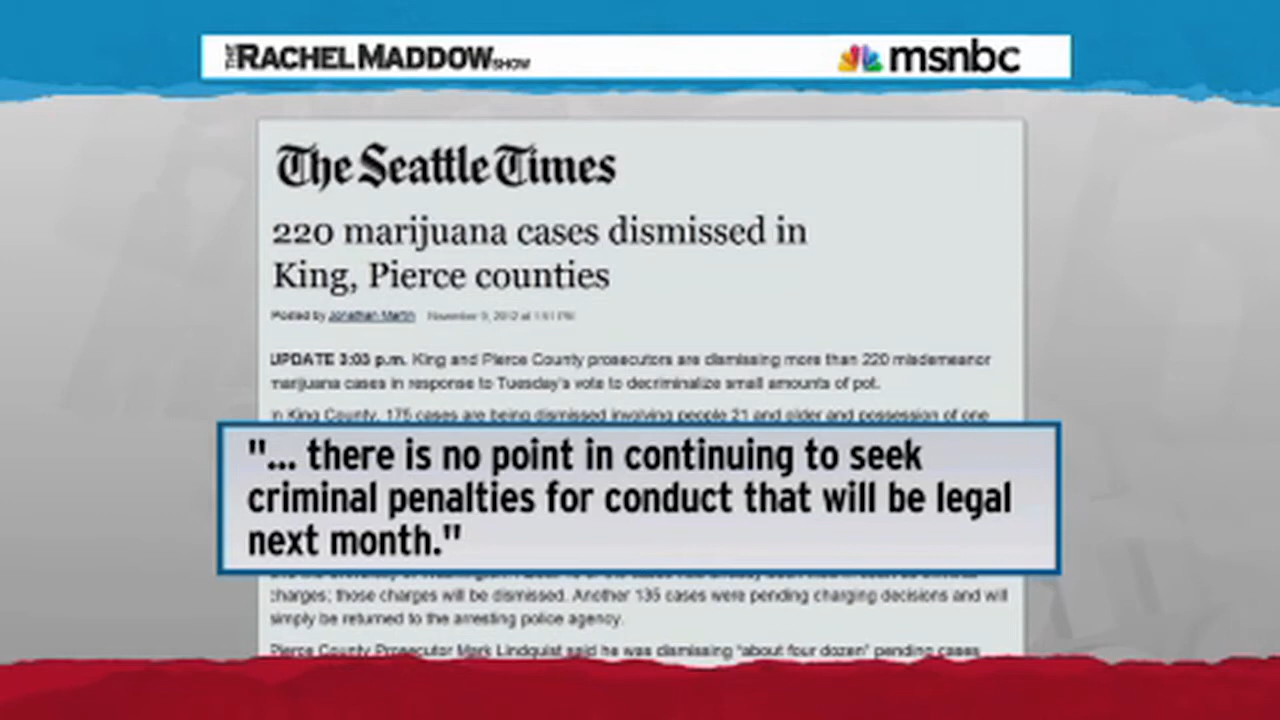 THE RACHEL MADDOW SHOW
msnbc
The Seattle Times
220 marijuana cases dismissed in
King, Pierce counties
Posted by Jonathan Martin November 9, 2012 at 1:51 PM
UPDATE 3:03 p.m. King and Pierce County prosecutors are dismissing more than 220 misdemeanor
marijuana cases in response to Tuesday's vote to decriminalize small amounts of pot.
In King County, 175 cases are being dismissed involving people 21 and older and possession of one
"... there is no point in continuing to seek
criminal penalties for conduct that will be legal
next month."
charges; those charges will be dismissed. Another 135 cases were pending charging decisions and will
simply be returned to the arresting police agency.
Pierce County Prosecutor Mark Lindquist said he was dismissing "about four dozen" pending cases